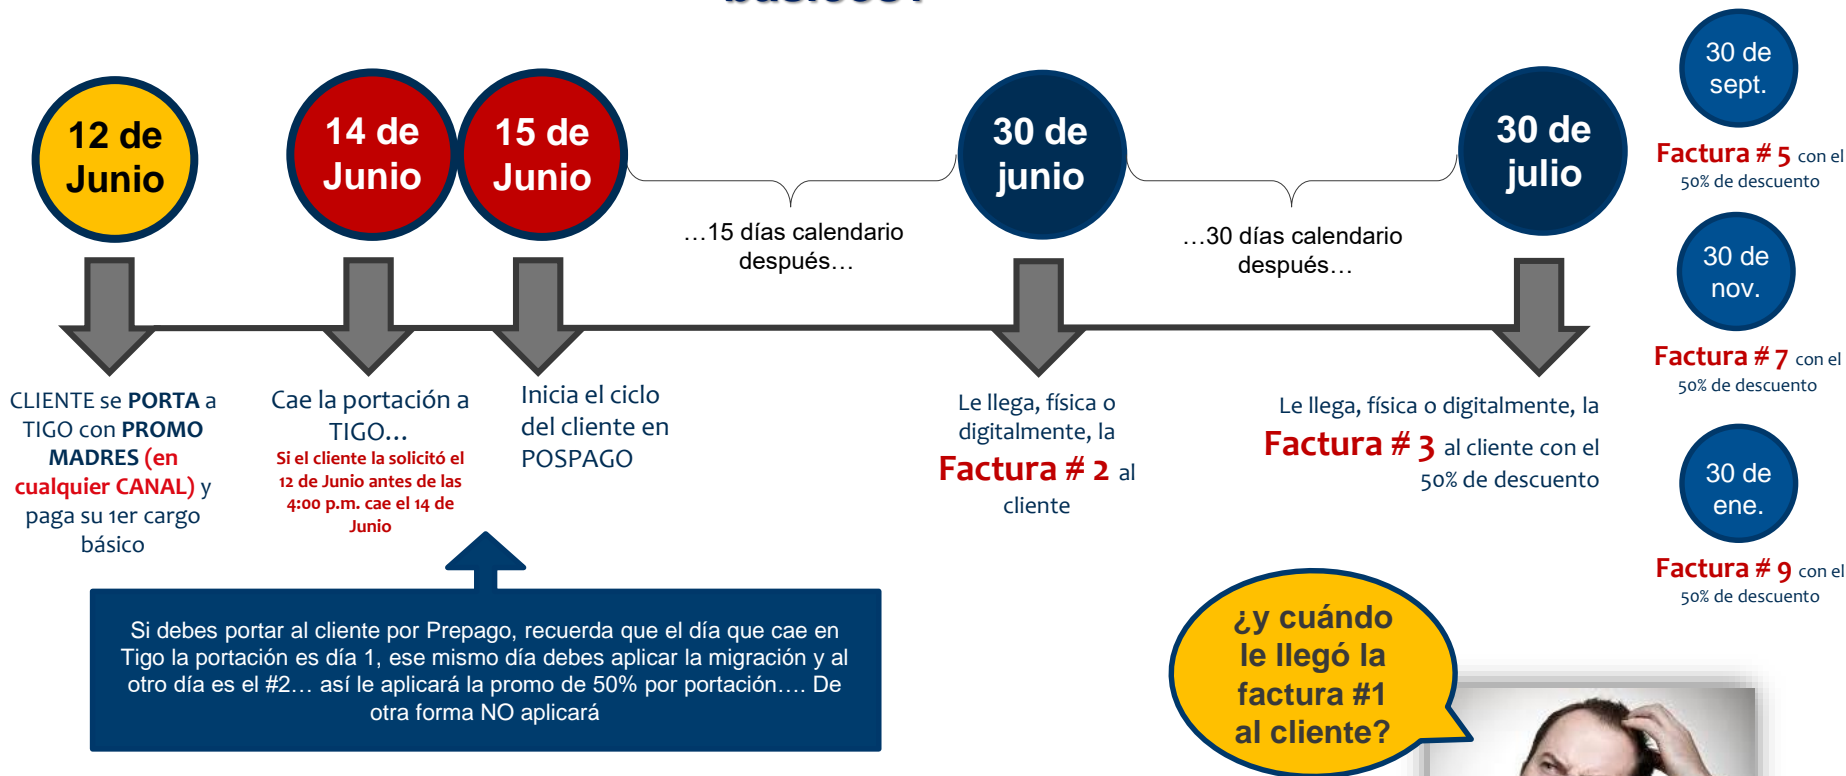 12 de
Junio
14 de
Junio
15 de
Junio
30 de
junio
30 de
julio
30 de
sept.
Factura # 5 con el
50% de descuento
…15 días calendario
después…
…30 días calendario
después…
30 de
nov.
Factura # 7 con el
50% de descuento
CLIENTE se PORTA a
TIGO con PROMO
MADRES (en
cualquier CANAL) y
paga su 1er cargo
básico
Cae la portación a
TIGO…
Si el cliente la solicitó el
12 de Junio antes de las
4:00 p.m. cae el 14 de
Junio
Inicia el ciclo
del cliente en
POSPAGO
Le llega, física o
digitalmente, la
Factura # 2 al
cliente
Le llega, física o digitalmente, la
Factura # 3 al cliente con el
50% de descuento
30 de
ene.
Factura # 9 con el
50% de descuento
Si debes portar al cliente por Prepago, recuerda que el día que cae en
Tigo la portación es día 1, ese mismo día debes aplicar la migración y al
otro día es el #2… así le aplicará la promo de 50% por portación…. De
otra forma NO aplicará
¿y cuándo
le llegó la
factura #1
al cliente?